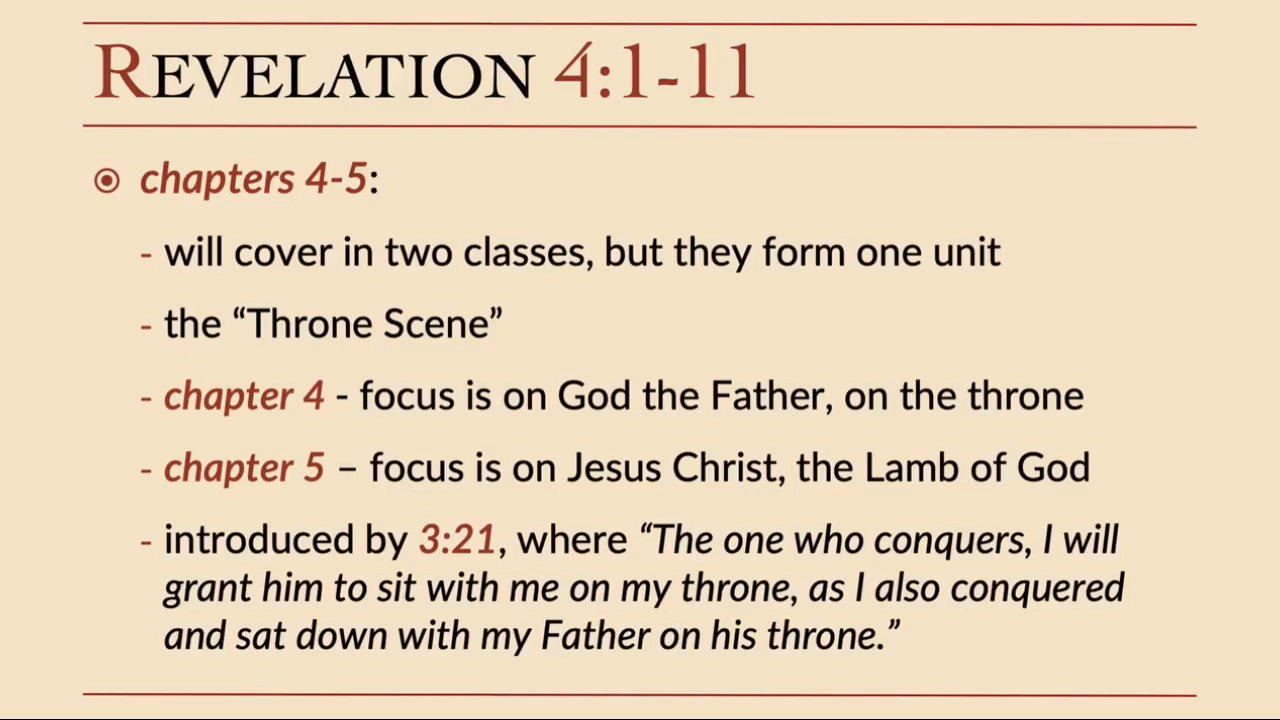 REVELATION 4:1-11
chapters 4-5:
- will cover in two classes, but they form one unit
- the “Throne Scene”
- chapter 4 - focus is on God the Father, on the throne
- chapter 5 – focus is on Jesus Christ, the Lamb of God
- introduced by 3:21, where “The one who conquers, I will
grant him to sit with me on my throne, as I also conquered
and sat down with my Father on his throne.”